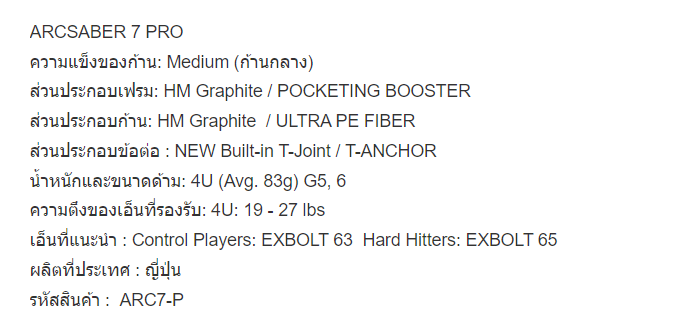 ARCSABER 7 PRO
ความแข็งของก้าน: Medium (ก้านกลาง)
ส่วนประกอบเฟรม: HM Graphite / POCKETING BOOSTER
ส่วนประกอบก้าน: HM Graphite  / ULTRA PE FIBER
ส่วนประกอบข้อต่อ : NEW Built-in T-Joint / T-ANCHOR
น้ำหนักและขนาดด้าม: 4U (Avg. 83g) G5, 6
ความตึงของเอ็นที่รองรับ: 4U: 19 - 27 lbs
เอ็นที่แนะนำ : Control Players: EXBOLT 63  Hard Hitters: EXBOLT 65
ผลิตที่ประเทศ : ญี่ปุ่น
รหัสสินค้า :  ARC7-P